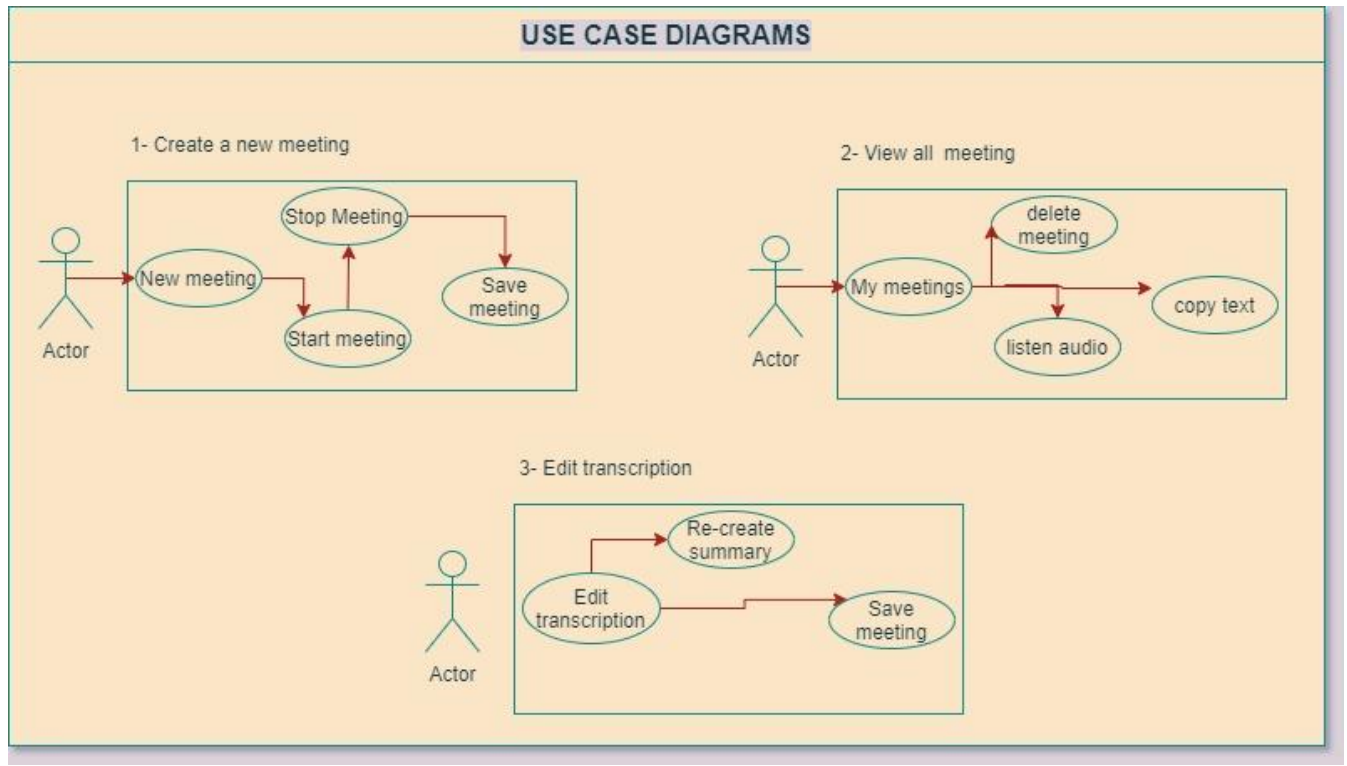 USE CASE DIAGRAMS
1- Create a new meeting
Stop Meeting
New meeting
Save
meeting
Start meeting
Actor
2- View all  meeting
delete
meeting
My meetings
copy text
listen audio
Actor
3- Edit transcription
Re-create
summary
Edit
transcription
Save
meeting
Actor